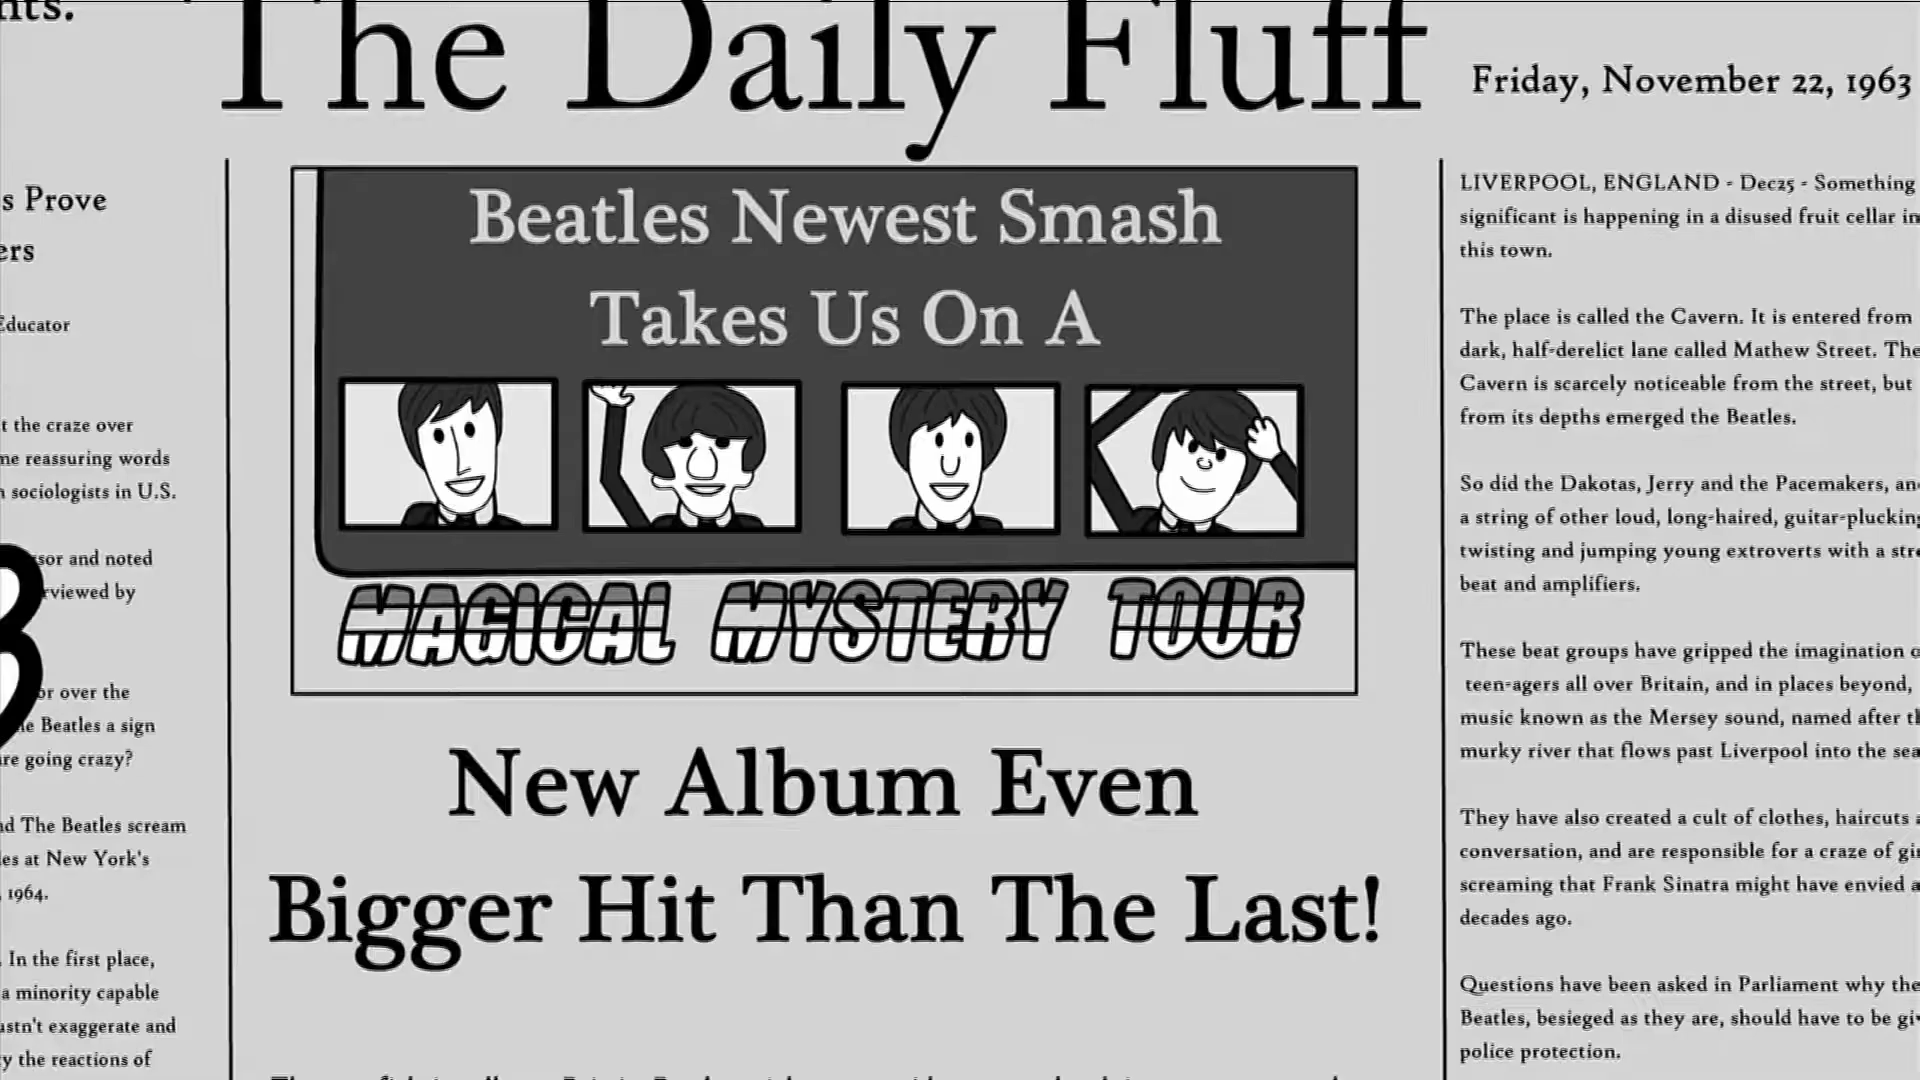 nts.
The Daily Fluff
Friday, November 22, 1963
s Prove
ers
Educator
t the craze over
me reassuring words
n sociologists in U.S.
sor and noted
rviewed by
or over the
he Beatles a sign
re going crazy?
nd The Beatles scream
les at New York's
, 1964.
. In the first place,
a minority capable
ustn't exaggerate and
y the reactions of
Beatles Newest Smash
Takes Us On A
MAGICAL MYSTERY TOUR
New Album Even
Bigger Hit Than The Last!
LIVERPOOL, ENGLAND - Dec25 - Something
significant is happening in a disused fruit cellar in
this town.
The place is called the Cavern. It is entered from
dark, half-derelict lane called Mathew Street. The
Cavern is scarcely noticeable from the street, but
from its depths emerged the Beatles.
So did the Dakotas, Jerry and the Pacemakers, an
a string of other loud, long-haired, guitar-plucking
twisting and jumping young extroverts with a str
beat and amplifiers.
These beat groups have gripped the imagination o
teen-agers all over Britain, and in places beyond,
music known as the Mersey sound, named after th
murky river that flows past Liverpool into the sea
They have also created a cult of clothes, haircuts a
conversation, and are responsible for a craze of gi
screaming that Frank Sinatra might have envied a
decades ago.
Questions have been asked in Parliament why the
Beatles, besieged as they are, should have to be gi
police protection.